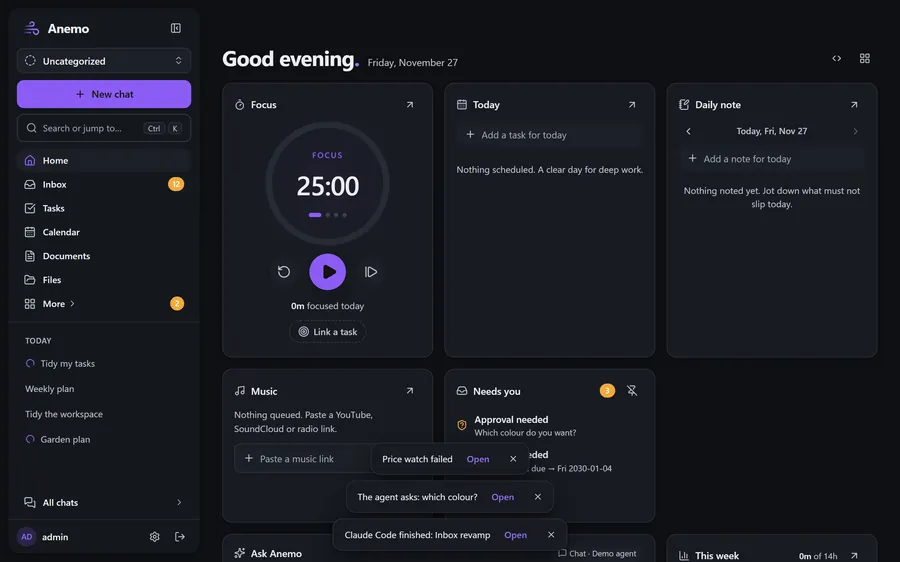 Anemo
Uncategorized
New chat
Search or jump to... Ctrl K
Home
Inbox 12
Tasks
Calendar
Documents
Files
More 2
TODAY
Tidy my tasks
Weekly plan
Tidy the workspace
Garden plan
All chats
AD admin
Good evening. Friday, November 27
Focus
FOCUS
25:00
0m focused today
Link a task
Today
Add a task for today
Nothing scheduled. A clear day for deep work.
Daily note
Today, Fri, Nov 27
Add a note for today
Nothing noted yet. Jot down what must not
slip today.
Music
Nothing queued. Paste a YouTube,
SoundCloud or radio link.
Paste a music link
Needs you 3
Approval needed
Which colour do you want?
due → Fri 2030-01-04
Price watch failed Open
The agent asks: which colour? Open
Claude Code finished: Inbox revamp Open
Ask Anemo
Chat · Demo agent
This week 0m of 14h